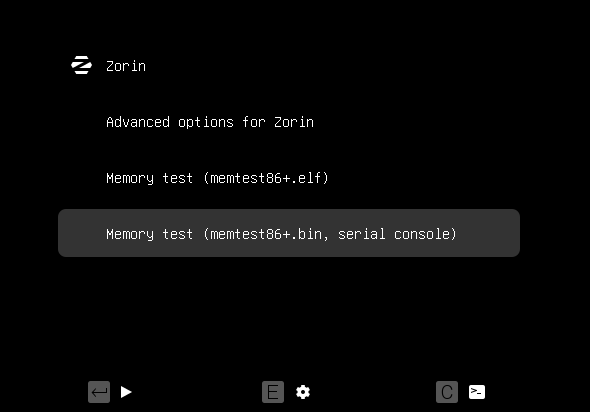 Zorin
Advanced options for Zorin
Memory test (memtest86+.elf)
Memory test (memtest86+.bin, serial console)
E
C